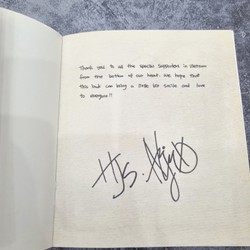 Thank you to all the special supporters in Vietnam
from the bottom of our heart. We hope that
this book can bring a little bit smile and love
to everyone!!